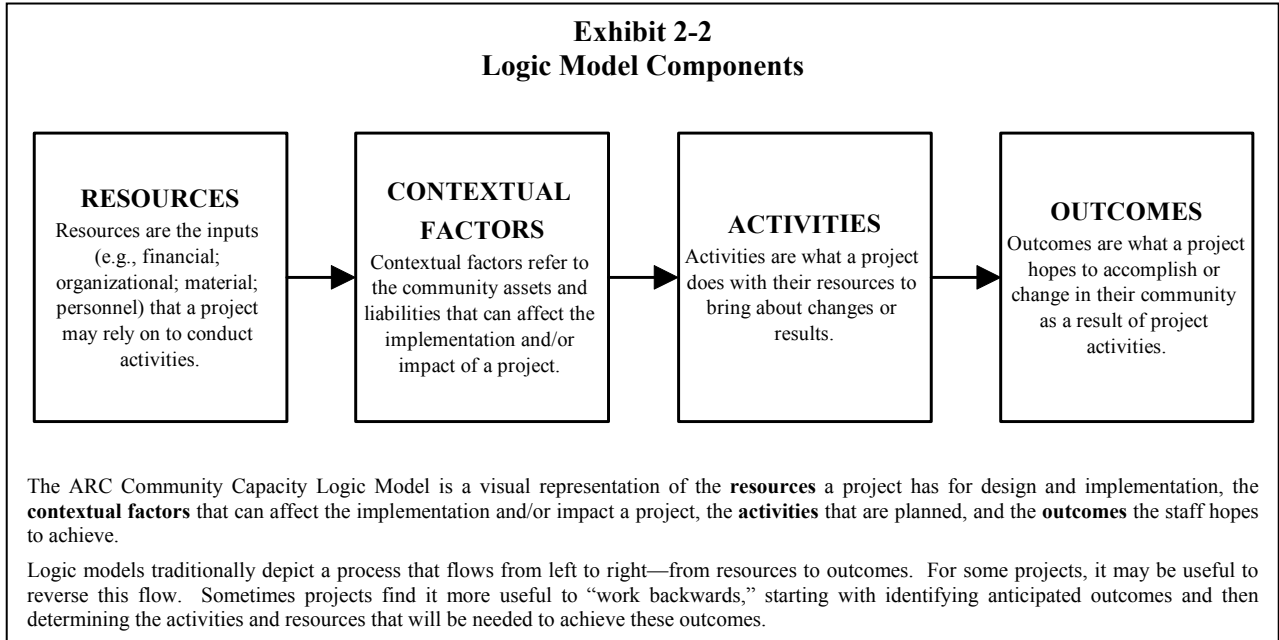 Exhibit 2-2
Logic Model Components
RESOURCES
Resources are the inputs
(e.g., financial;
organizational; material;
personnel) that a project
may rely on to conduct
activities.
CONTEXTUAL
FACTORS
Contextual factors refer to
the community assets and
liabilities that can affect the
implementation and/or
impact of a project.
ACTIVITIES
Activities are what a project
does with their resources to
bring about changes or
results.
OUTCOMES
Outcomes are what a project
hopes to accomplish or
change in their community
as a result of project
activities.
The ARC Community Capacity Logic Model is a visual representation of the resources a project has for design and implementation, the
contextual factors that can affect the implementation and/or impact a project, the activities that are planned, and the outcomes the staff hopes
to achieve.
Logic models traditionally depict a process that flows from left to right—from resources to outcomes. For some projects, it may be useful to
reverse this flow. Sometimes projects find it more useful to “work backwards,” starting with identifying anticipated outcomes and then
determining the activities and resources that will be needed to achieve these outcomes.